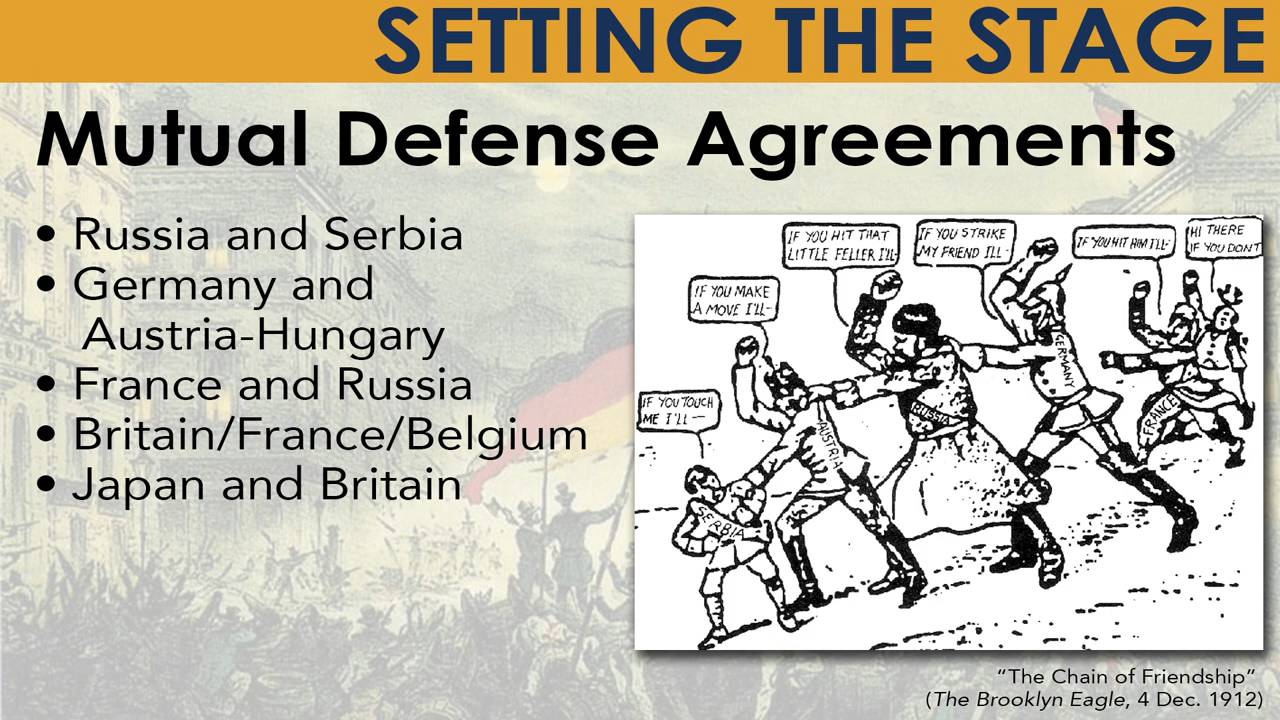 SETTING THE STAGE
Mutual Defense Agreements
• Russia and Serbia
• Germany and
Austria-Hungary
• France and Russia
• Britain/France/Belgium
• Japan and Britain
IF YOU TOUCH
ME I'LL —
IF YOU MAKE
A MOVE I'LL-
IF YOU HIT THAT
LITTLE FELLER I'LL-
IF YOU STRIKE
MY FRIEND ILL-
IF YOU HIT HIM I'LL-
HI THERE
IF YOU DONT
SERBIA
AUSTRIA
RUSSIA
GERMANY
FRANCE
“The Chain of Friendship”
(The Brooklyn Eagle, 4 Dec. 1912)